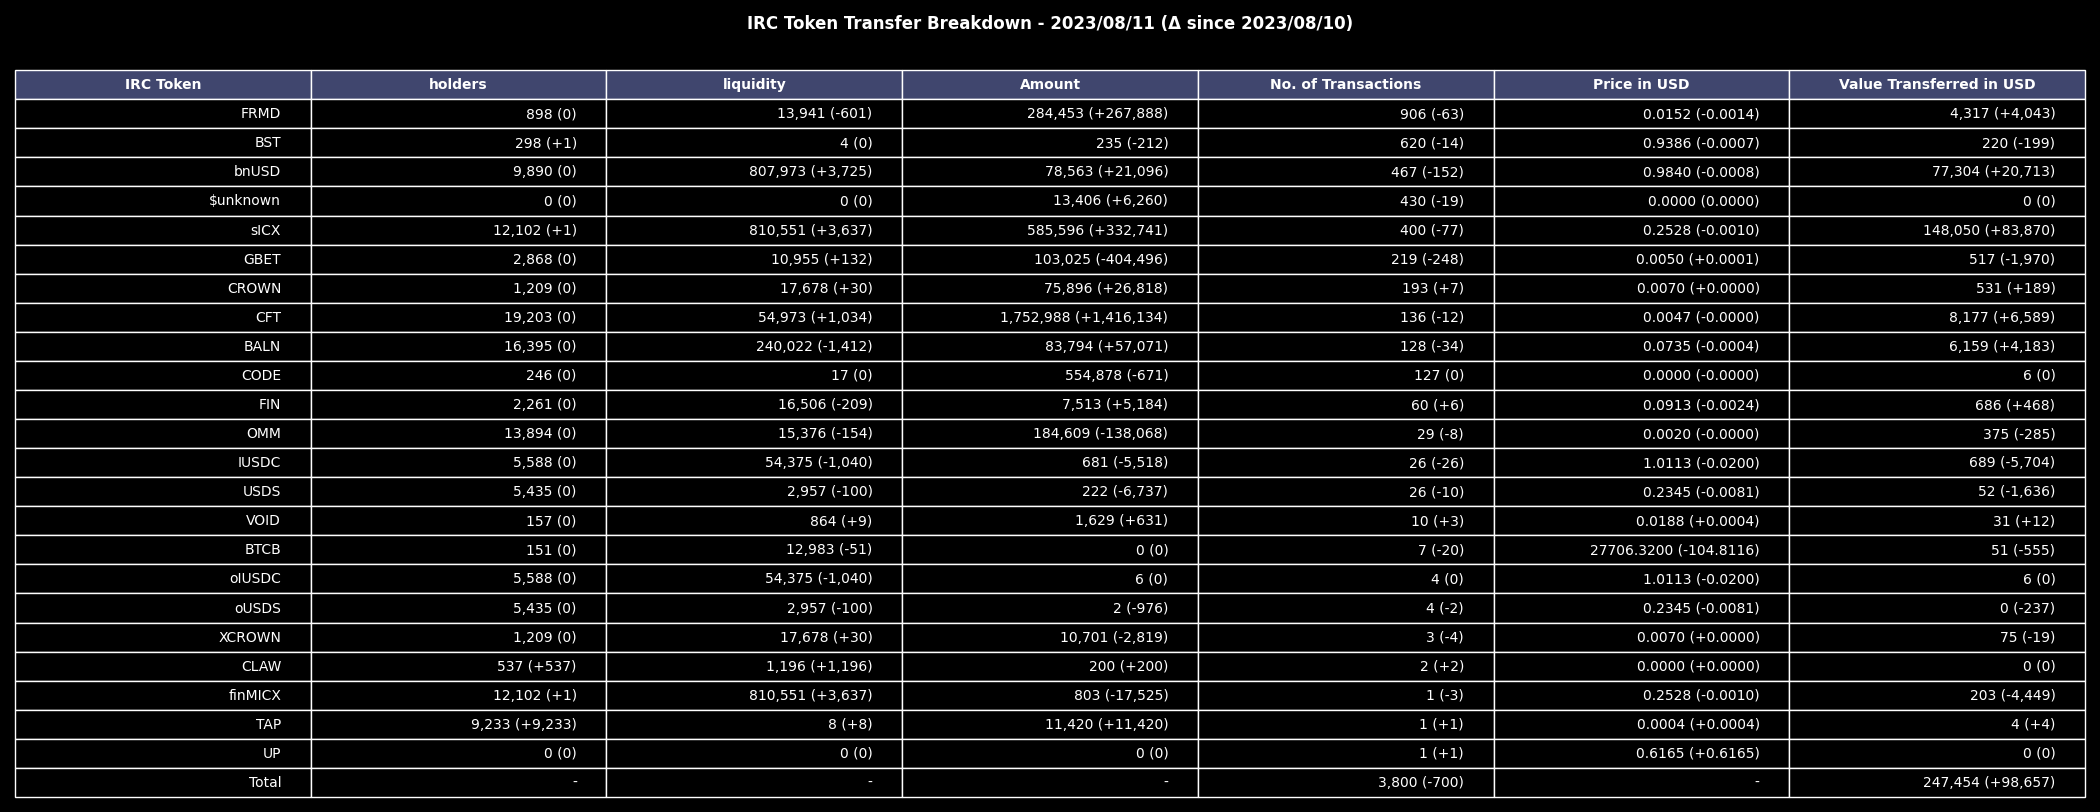 IRC Token Transfer Breakdown - 2023/08/11 (Δ since 2023/08/10)
IRC Token holders liquidity Amount No. of Transactions Price in USD Value Transferred in USD
FRMD 898 (0) 13,941 (-601) 284,453 (+267,888) 906 (-63) 0.0152 (-0.0014) 4,317 (+4,043)
BST 298 (+1) 4 (0) 235 (-212) 620 (-14) 0.9386 (-0.0007) 220 (-199)
bnUSD 9,890 (0) 807,973 (+3,725) 78,563 (+21,096) 467 (-152) 0.9840 (-0.0008) 77,304 (+20,713)
$unknown 0 (0) 0 (0) 13,406 (+6,260) 430 (-19) 0.0000 (0.0000) 0 (0)
sICX 12,102 (+1) 810,551 (+3,637) 585,596 (+332,741) 400 (-77) 0.2528 (-0.0010) 148,050 (+83,870)
GBET 2,868 (0) 10,955 (+132) 103,025 (-404,496) 219 (-248) 0.0050 (+0.0001) 517 (-1,970)
CROWN 1,209 (0) 17,678 (+30) 75,896 (+26,818) 193 (+7) 0.0070 (+0.0000) 531 (+189)
CFT 19,203 (0) 54,973 (+1,034) 1,752,988 (+1,416,134) 136 (-12) 0.0047 (-0.0000) 8,177 (+6,589)
BALN 16,395 (0) 240,022 (-1,412) 83,794 (+57,071) 128 (-34) 0.0735 (-0.0004) 6,159 (+4,183)
CODE 246 (0) 17 (0) 554,878 (-671) 127 (0) 0.0000 (-0.0000) 6 (0)
FIN 2,261 (0) 16,506 (-209) 7,513 (+5,184) 60 (+6) 0.0913 (-0.0024) 686 (+468)
OMM 13,894 (0) 15,376 (-154) 184,609 (-138,068) 29 (-8) 0.0020 (-0.0000) 375 (-285)
IUSDC 5,588 (0) 54,375 (-1,040) 681 (-5,518) 26 (-26) 1.0113 (-0.0200) 689 (-5,704)
USDS 5,435 (0) 2,957 (-100) 222 (-6,737) 26 (-10) 0.2345 (-0.0081) 52 (-1,636)
VOID 157 (0) 864 (+9) 1,629 (+631) 10 (+3) 0.0188 (+0.0004) 31 (+12)
BTCB 151 (0) 12,983 (-51) 0 (0) 7 (-20) 27706.3200 (-104.8116) 51 (-555)
oIUSDC 5,588 (0) 54,375 (-1,040) 6 (0) 4 (0) 1.0113 (-0.0200) 6 (0)
oUSDS 5,435 (0) 2,957 (-100) 2 (-976) 4 (-2) 0.2345 (-0.0081) 0 (-237)
XCROWN 1,209 (0) 17,678 (+30) 10,701 (-2,819) 3 (-4) 0.0070 (+0.0000) 75 (-19)
CLAW 537 (+537) 1,196 (+1,196) 200 (+200) 2 (+2) 0.0000 (+0.0000) 0 (0)
finMICX 12,102 (+1) 810,551 (+3,637) 803 (-17,525) 1 (-3) 0.2528 (-0.0010) 203 (-4,449)
TAP 9,233 (+9,233) 8 (+8) 11,420 (+11,420) 1 (+1) 0.0004 (+0.0004) 4 (+4)
UP 0 (0) 0 (0) 0 (0) 1 (+1) 0.6165 (+0.6165) 0 (0)
Total - - - 3,800 (-700) - 247,454 (+98,657)